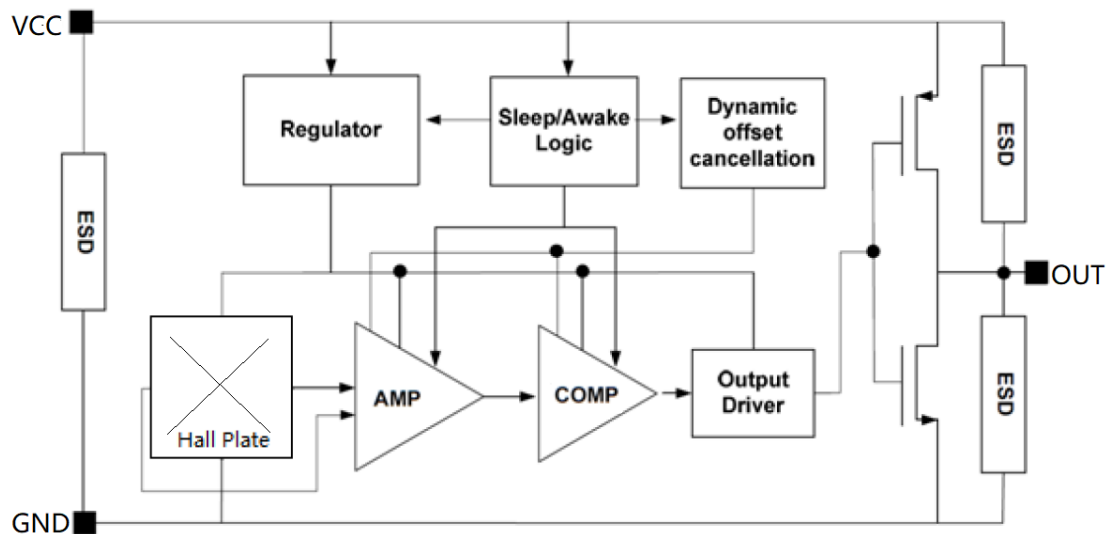 VCC
Regulator
Sleep/Awake
Logic
Dynamic
offset
cancellation
ESD
ESD
OUT
Hall Plate
AMP
COMP
Output
Driver
ESD
GND